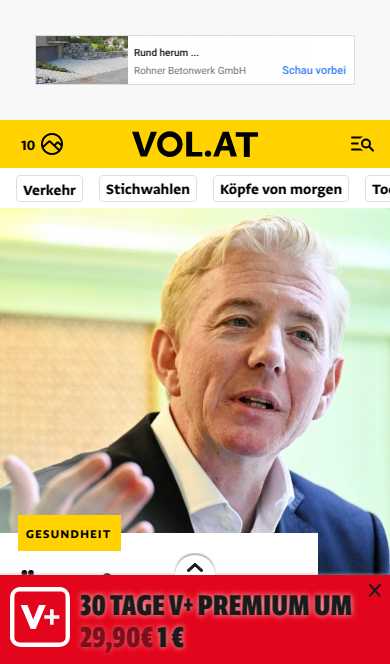 Rund herum ...
Rohner Betonwerk GmbH
Schau vorbei
10
VOL.AT
Verkehr
Stichwahlen
Köpfe von morgen
GESUNDHEIT
V+
30 TAGE V+ PREMIUM UM
29,90€ 1 €